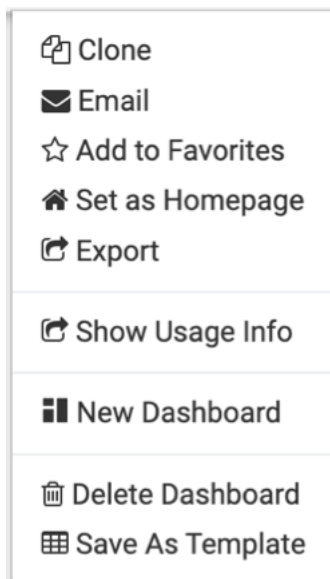 Clone
Email
Add to Favorites
Set as Homepage
Export
Show Usage Info
New Dashboard
Delete Dashboard
Save As Template